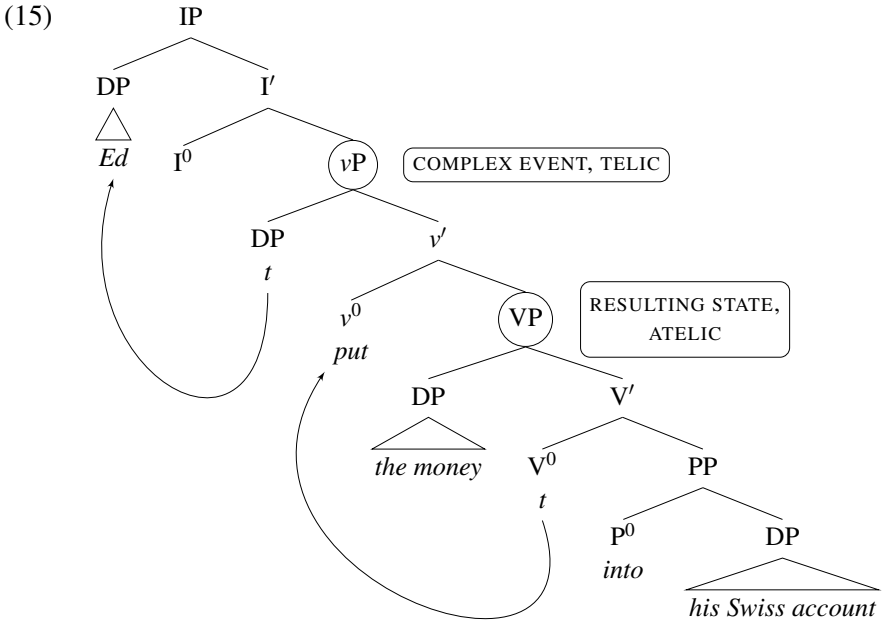 (15) IP
DP I′
Ed I⁰ vP COMPLEX EVENT, TELIC
DP v′
t
v⁰ VP RESULTING STATE,
put ATELIC
DP V′
the money V⁰ PP
t
P⁰ DP
into
his Swiss account